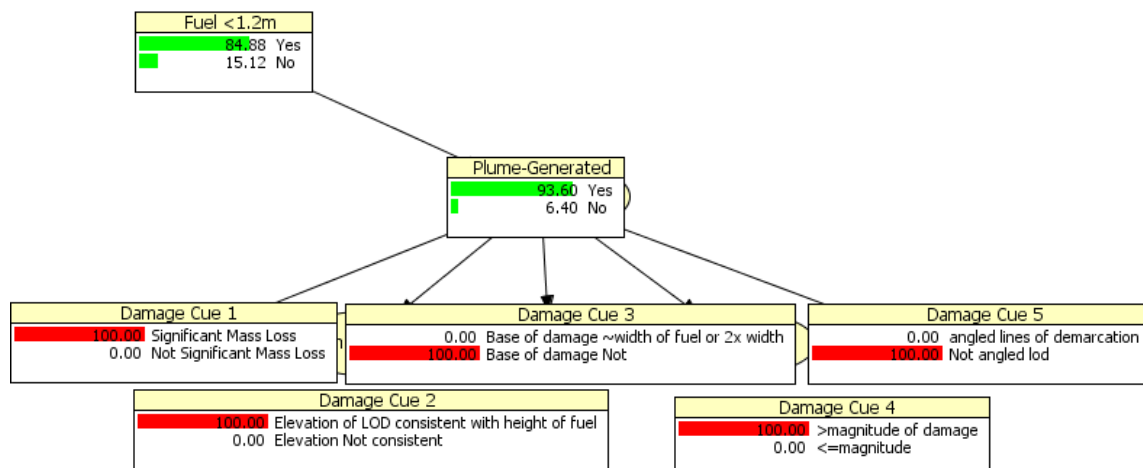 Fuel <1.2m
84.88 Yes
15.12 No
Plume-Generated
93.60 Yes
6.40 No
Damage Cue 1
100.00 Significant Mass Loss
0.00 Not Significant Mass Loss
Damage Cue 3
0.00 Base of damage ~width of fuel or 2x width
100.00 Base of damage Not
Damage Cue 5
0.00 angled lines of demarcation
100.00 Not angled lod
Damage Cue 2
100.00 Elevation of LOD consistent with height of fuel
0.00 Elevation Not consistent
Damage Cue 4
100.00 >magnitude of damage
0.00 <=magnitude